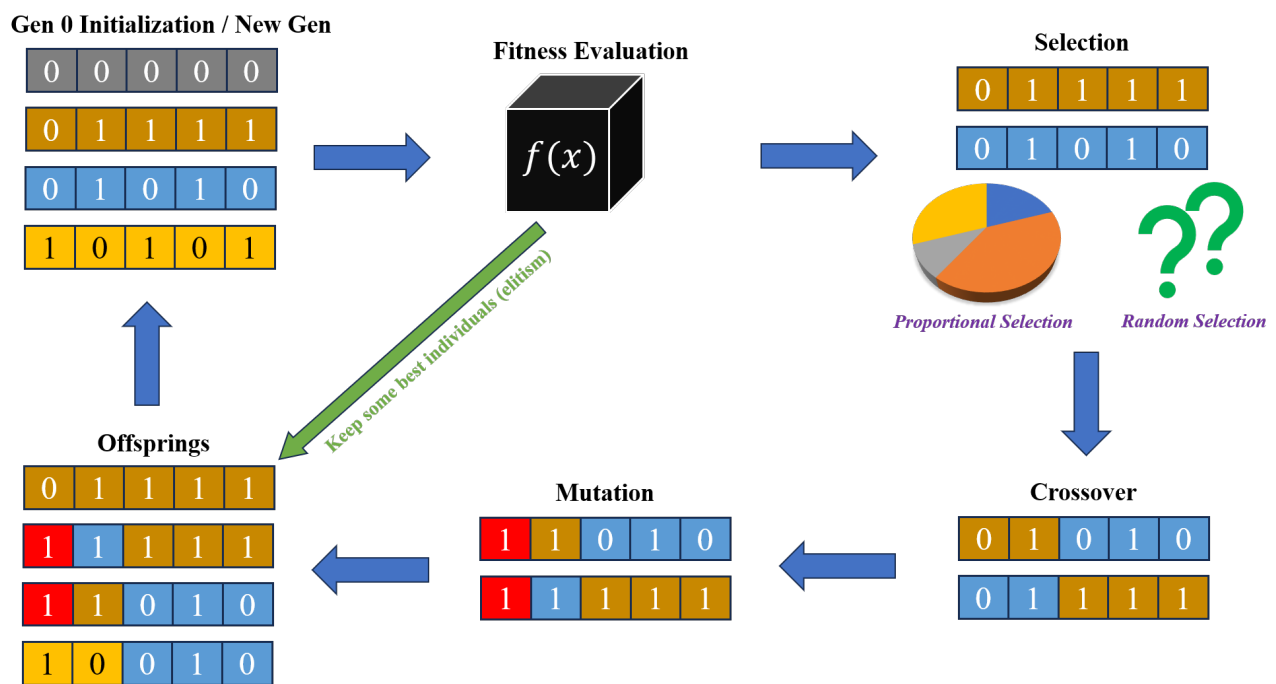 Gen 0 Initialization / New Gen
0 0 0 0 0
0 1 1 1 1
0 1 0 1 0
1 0 1 0 1
Fitness Evaluation
f(x)
Selection
0 1 1 1 1
0 1 0 1 0
Proportional Selection
Random Selection
??
Keep some best individuals (elitism)
Crossover
0 1 0 1 0
0 1 1 1 1
Mutation
1 1 0 1 0
1 1 1 1 1
Offsprings
0 1 1 1 1
1 1 1 1 1
1 1 0 1 0
1 0 0 1 0